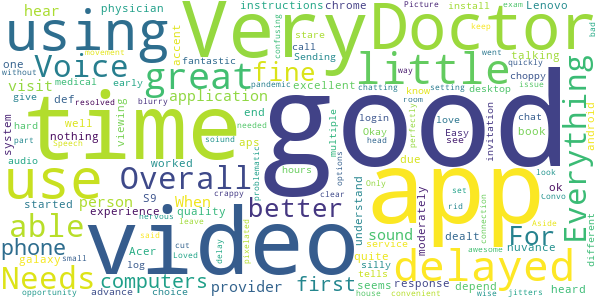 hear
physician
instructions
chrome
Picture
install
exam
Lenovo
keep
bad
using
Very
Doctor
accent
call
stare
confusing
Sending
choppy
one
without
medical
early
Voice
fantastic
great
fine
little
talking
way
went
quickly
visit
def
give
resolved
blurry
application
excellent
pandemic
viewing
multiple
know
chatting
room
setting
desktop
issue
perfectly
system
hard
well
nothing
part
speech
audio
needed
end
login
love
Easy
see
Okay
head
chat
book
invitation
Everything
android
different
time
good
app
use
Overall
worked
aps
hours
options
problematic
Only
due
clear
Look
Convo
started
person
When
better
understand
set
rid
ok
able
experience
S9
nervous
quality
leave
crappy
moderately
dealt
connection
awesome
For
nuvance
Aside
phone
galaxy
small
Acer
log
said
cut
Loved
delay
pixelated
video
sound
quite
silly
service
delayed
Needs
computers
provider
first
tells
seems
house
response
convenient
depend
wise
jitters
heard
opportunity
advance
choice